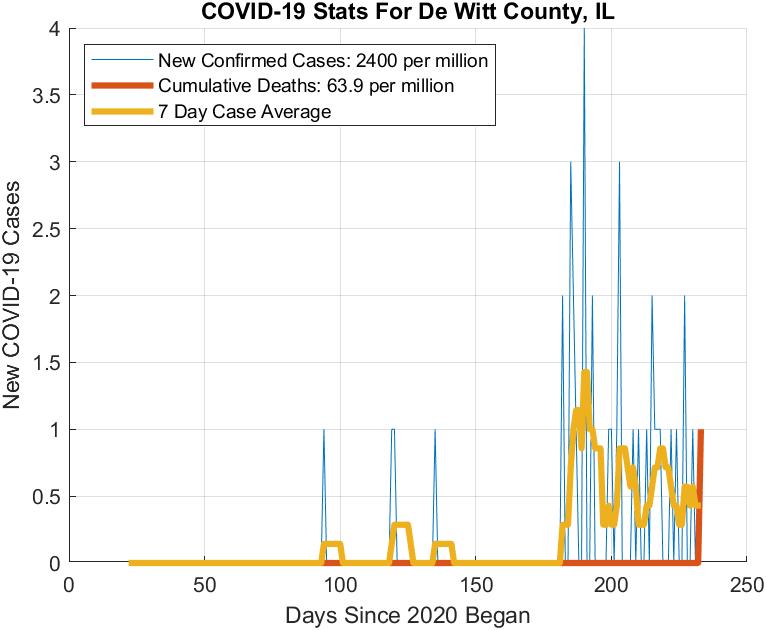 COVID-19 Stats For De Witt County, IL
New Confirmed Cases: 2400 per million
Cumulative Deaths: 63.9 per million
7 Day Case Average
New COVID-19 Cases
4
3.5
3
2.5
2
1.5
1
0.5
0
0 50 100 150 200 250
Days Since 2020 Began